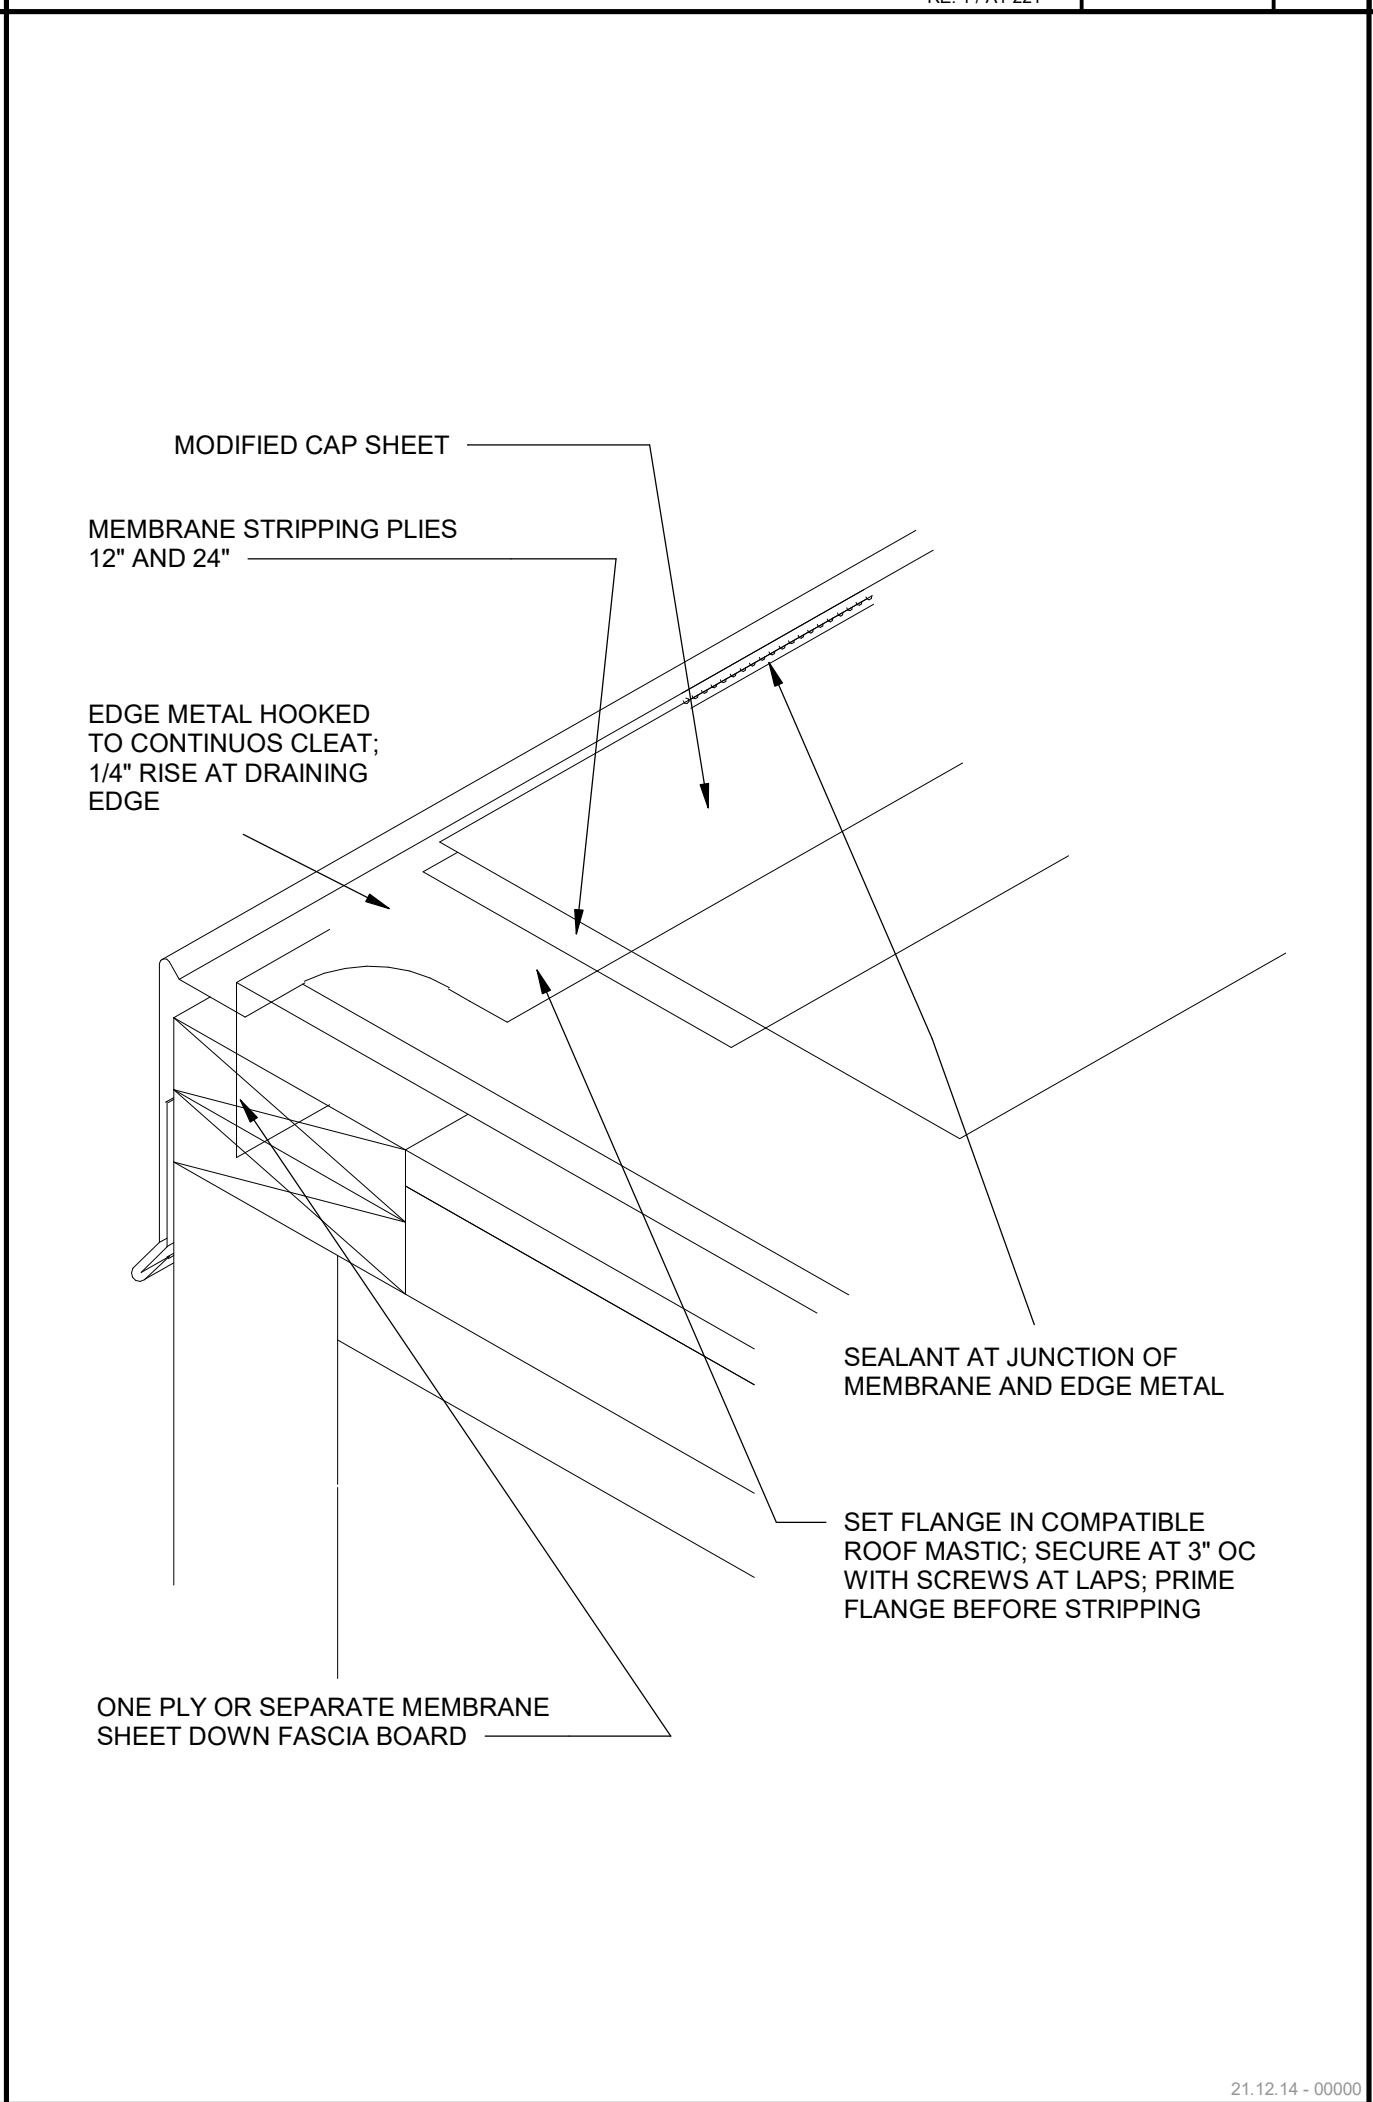 MODIFIED CAP SHEET
MEMBRANE STRIPPING PLIES
12" AND 24"
EDGE METAL HOOKED
TO CONTINUOS CLEAT;
1/4" RISE AT DRAINING
EDGE
SEALANT AT JUNCTION OF
MEMBRANE AND EDGE METAL
SET FLANGE IN COMPATIBLE
ROOF MASTIC; SECURE AT 3" OC
WITH SCREWS AT LAPS; PRIME
FLANGE BEFORE STRIPPING
ONE PLY OR SEPARATE MEMBRANE
SHEET DOWN FASCIA BOARD
21.12.14 - 00000